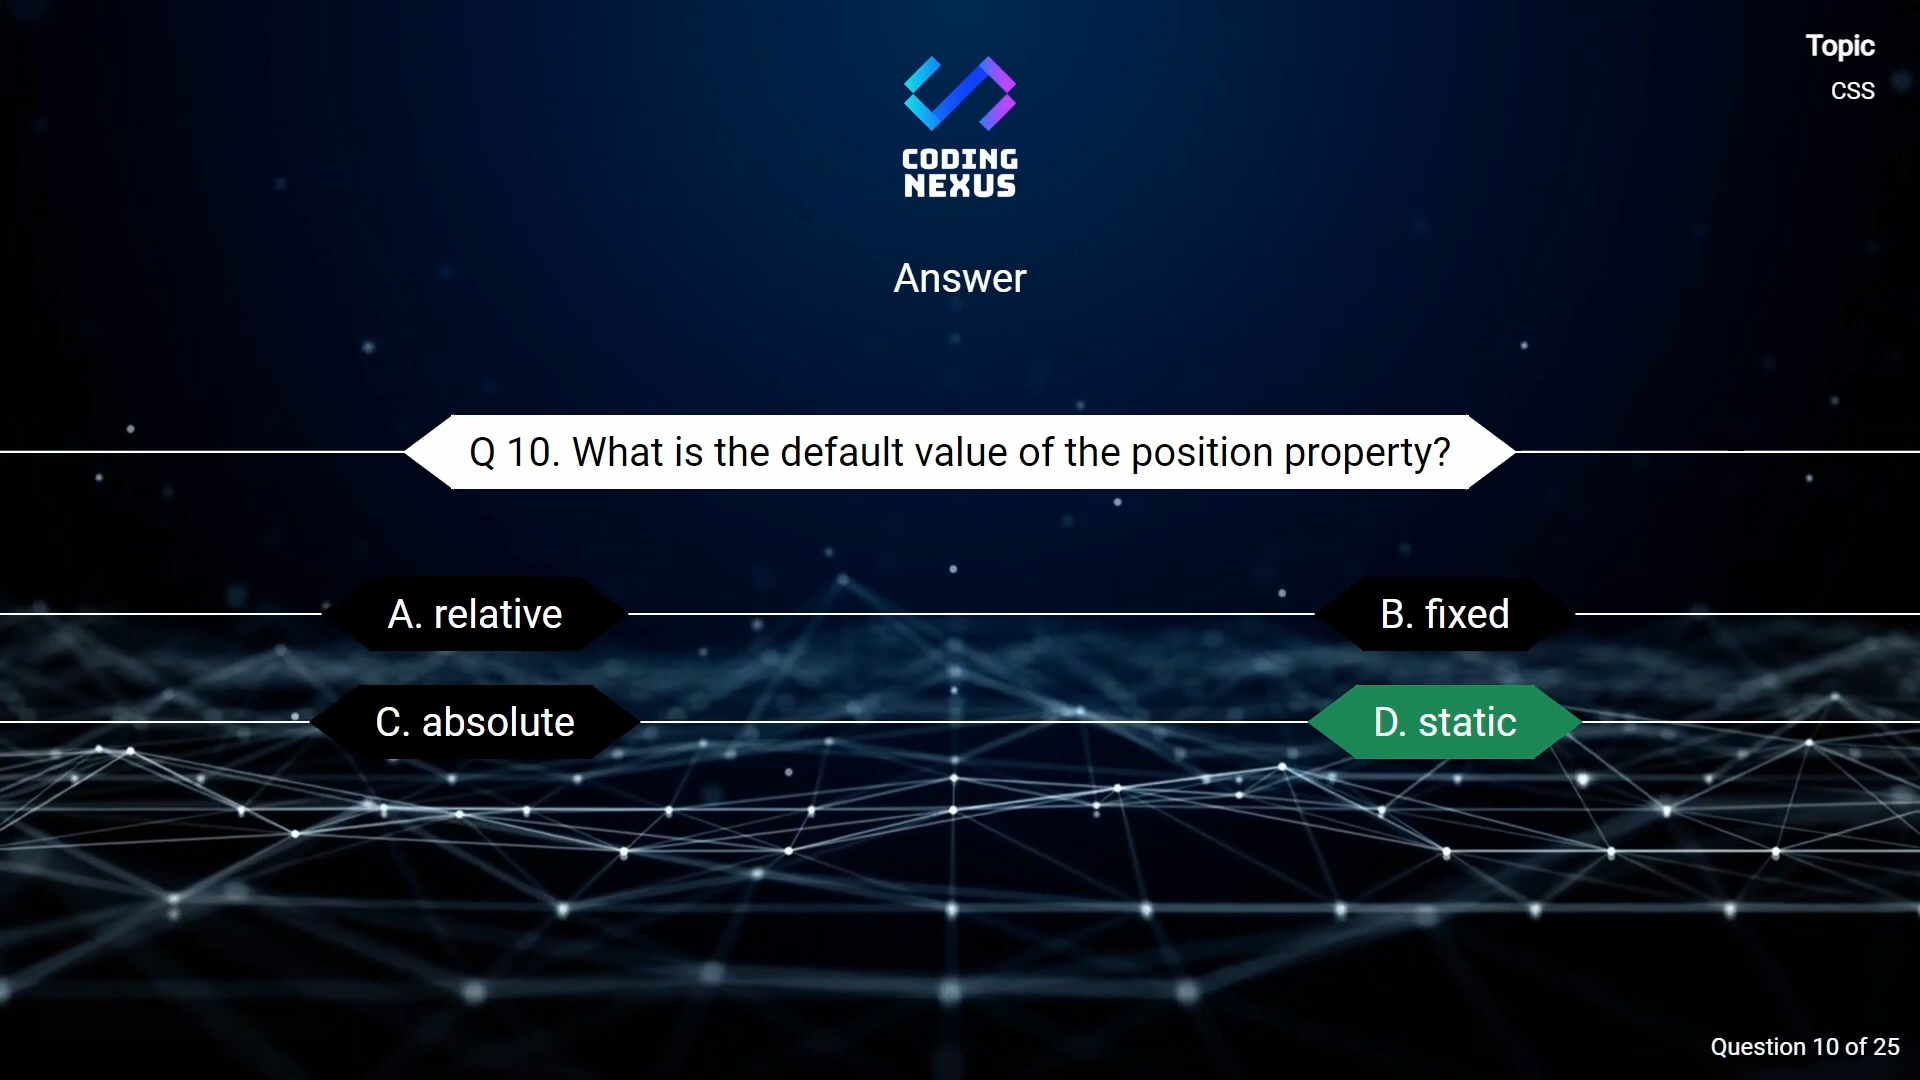 Topic
CSS
CODING
NEXUS
Answer
Q 10. What is the default value of the position property?
A. relative
B. fixed
C. absolute
D. static
Question 10 of 25